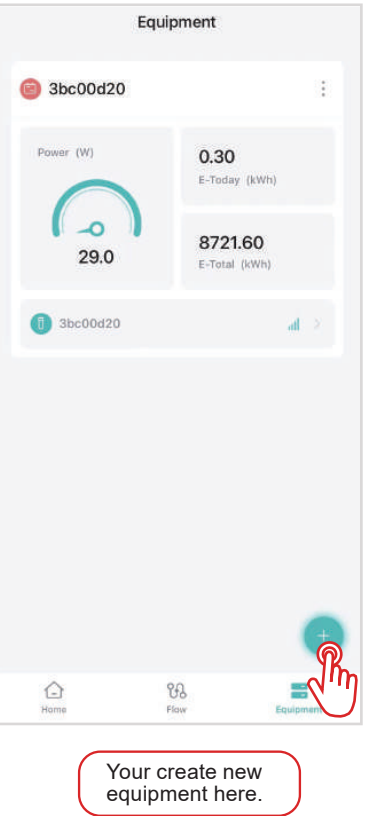 Equipment
3bc00d20
Power (W)
29.0
0.30
E-Today (kWh)
8721.60
E-Total (kWh)
3bc00d20
+
Home
Flow
Equipment
Your create new
equipment here.